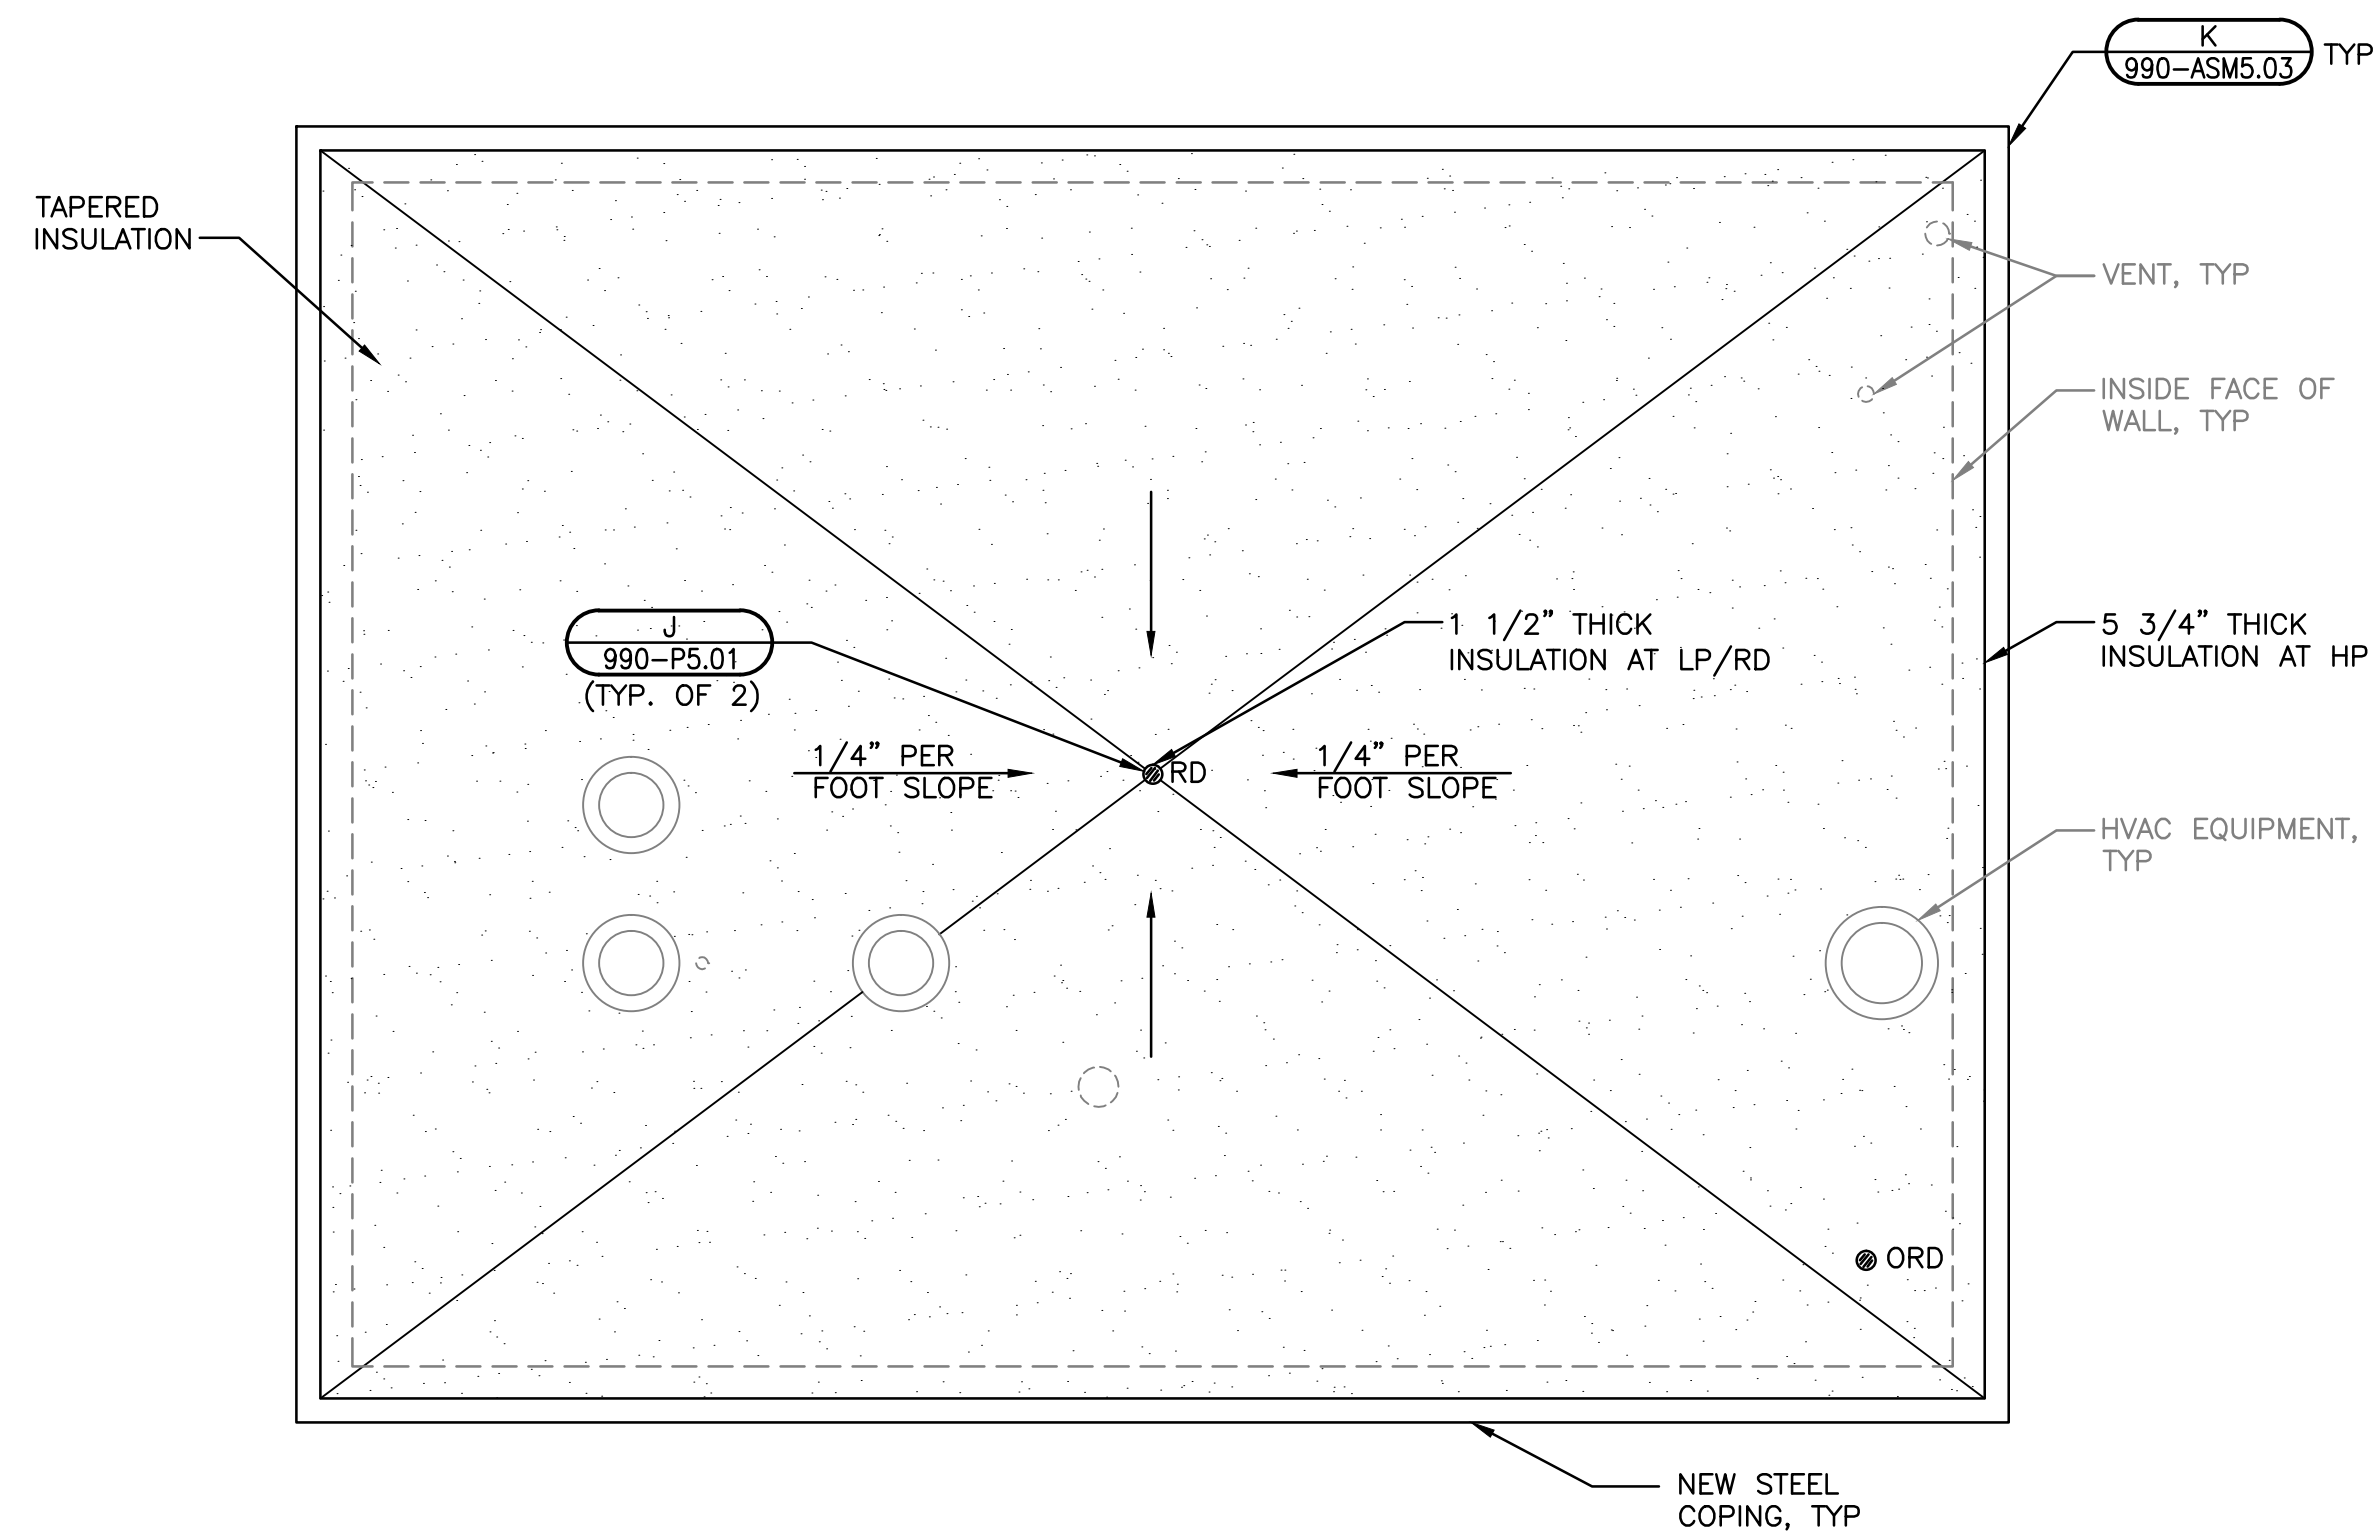 K
990-ASM5.03
TYP
TAPERED
INSULATION
VENT, TYP
INSIDE FACE OF
WALL, TYP
J
990-P5.01
(TYP. OF 2)
1 1/2" THICK
INSULATION AT LP/RD
5 3/4" THICK
INSULATION AT HP
1/4" PER
FOOT SLOPE
RD
1/4" PER
FOOT SLOPE
HVAC EQUIPMENT,
TYP
ORD
NEW STEEL
COPING, TYP